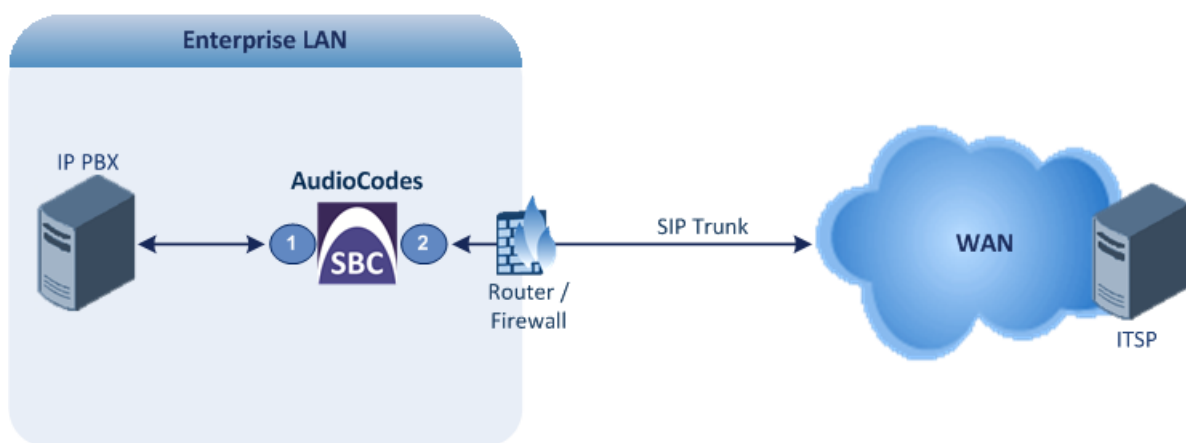 Enterprise LAN
IP PBX
AudioCodes
1
SBC
2
Router /
Firewall
SIP Trunk
WAN
ITSP